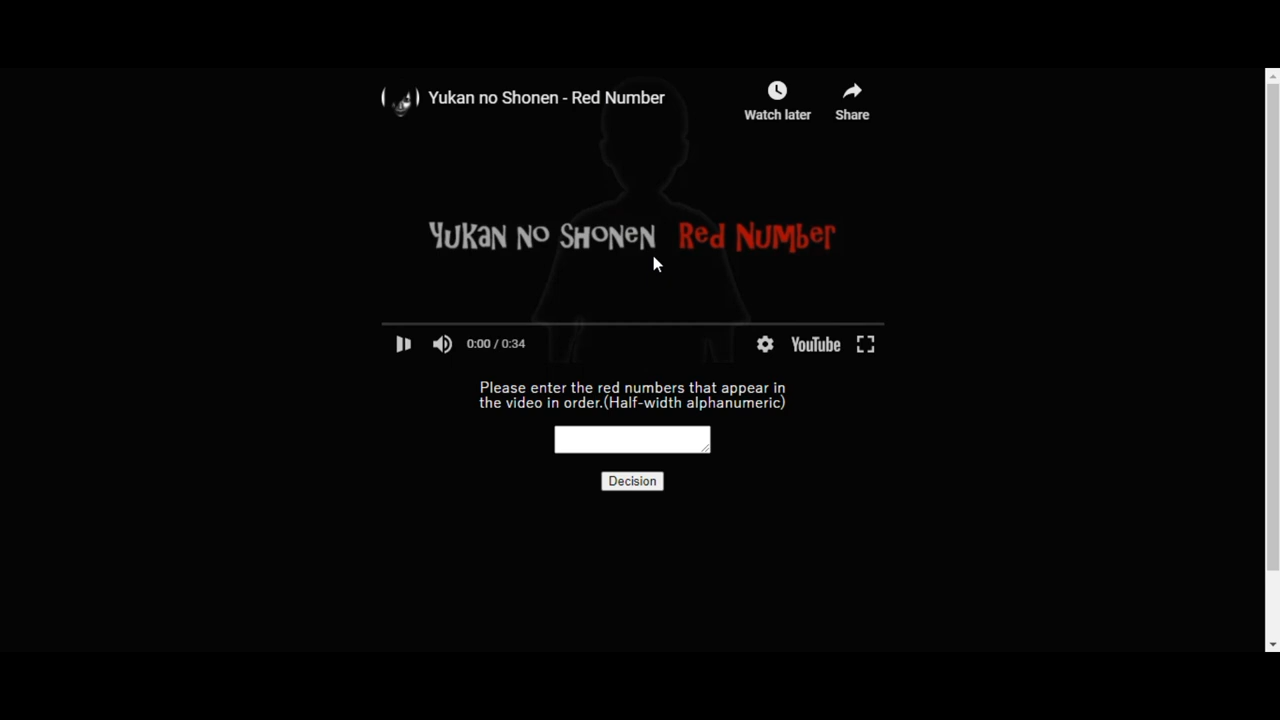 Yukan no Shonen - Red Number
Watch later
Share
Yukan no Shonen Red Number
0:00 / 0:34
YouTube
Please enter the red numbers that appear in
the video in order.(Half-width alphanumeric)
Decision